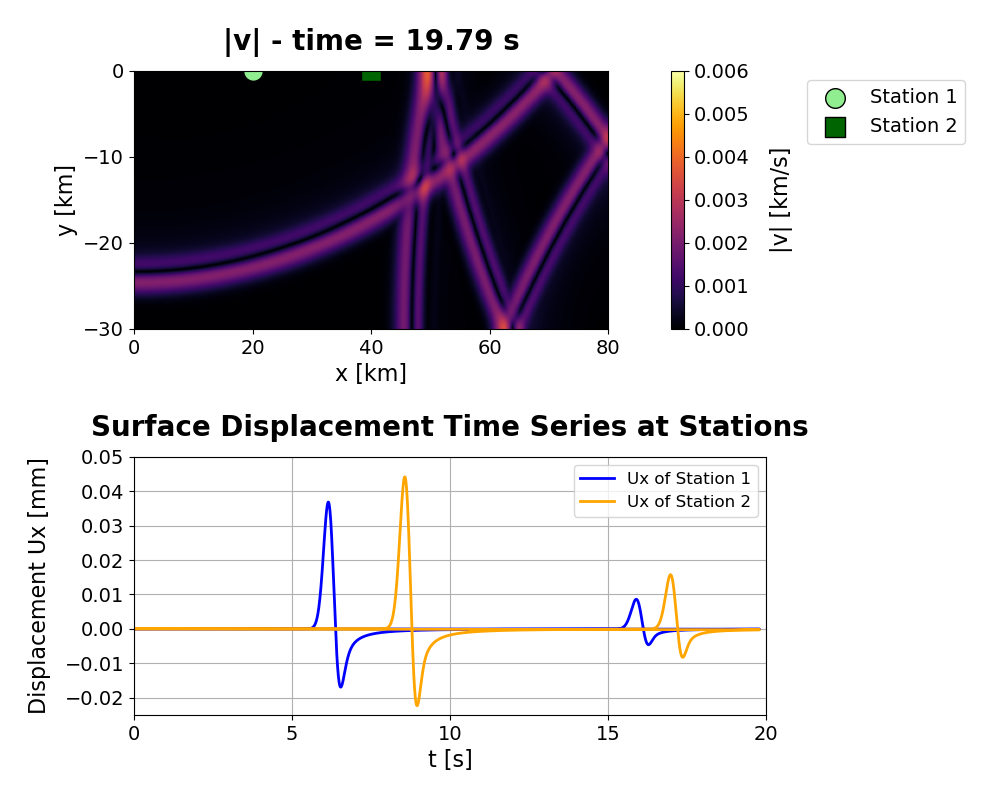 |v| - time = 19.79 s
0
−10
−20
−30
y [km]
0 20 40 60 80
x [km]
0.006
0.005
0.004
0.003
0.002
0.001
0.000
|v| [km/s]
Station 1
Station 2
Surface Displacement Time Series at Stations
0.05
0.04
0.03
0.02
0.01
0.00
−0.01
−0.02
Displacement Ux [mm]
Ux of Station 1
Ux of Station 2
0 5 10 15 20
t [s]